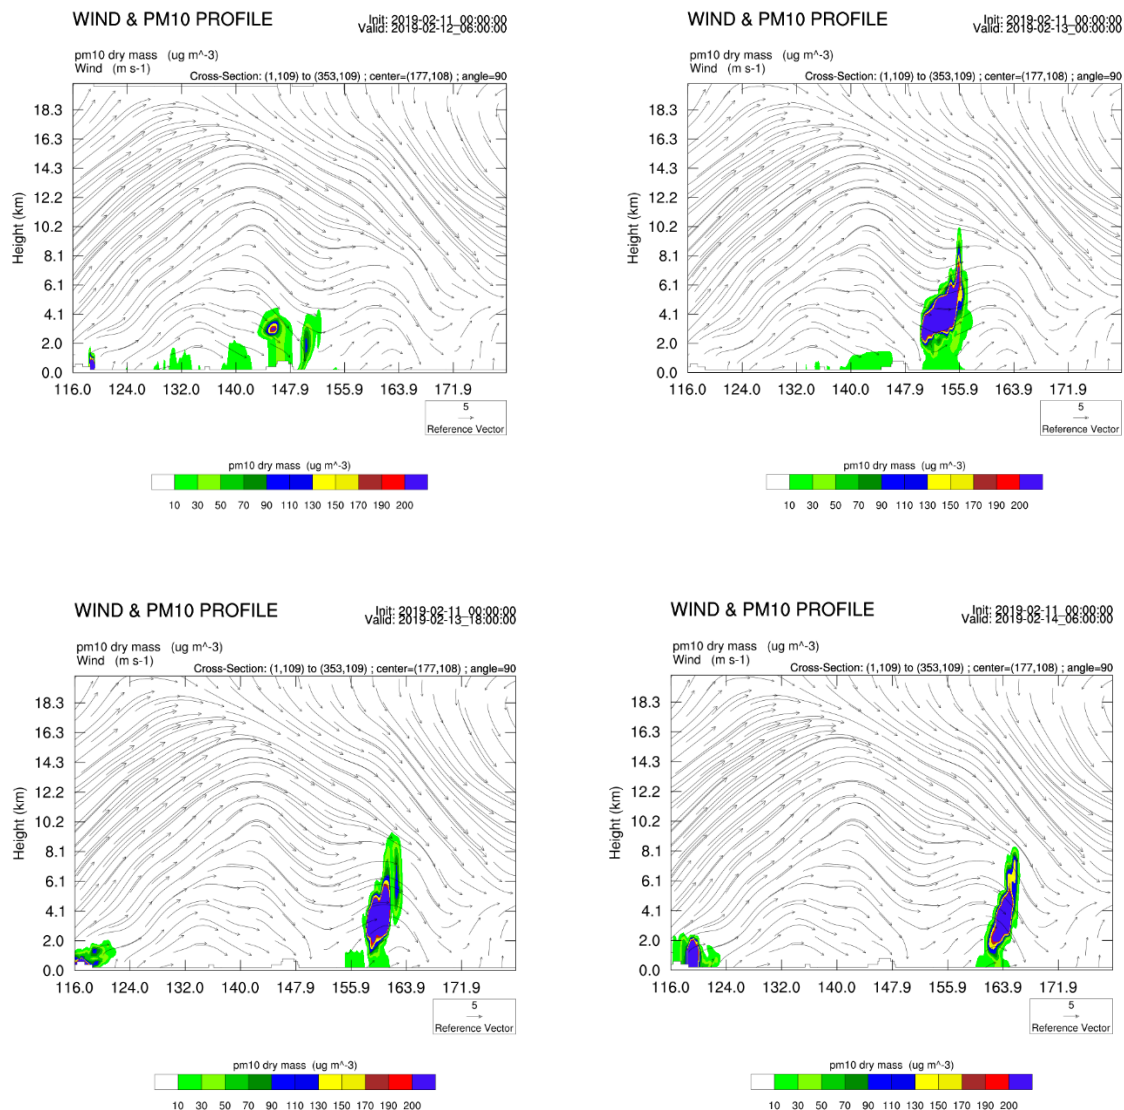 WIND & PM10 PROFILE
Init: 2019-02-11_00:00:00
Valid: 2019-02-12_06:00:00
pm10 dry mass (ug m^-3)
Wind (m s-1)
Cross-Section: (1,109) to (353,109) ; center=(177,108) ; angle=90
18.3
16.3
14.3
12.2
10.2
8.1
6.1
4.1
2.0
0.0
Height (km)
116.0 124.0 132.0 140.0 147.9 155.9 163.9 171.9
5
Reference Vector
pm10 dry mass (ug m^-3)
10 30 50 70 90 110 130 150 170 190 200
WIND & PM10 PROFILE
Init: 2019-02-11_00:00:00
Valid: 2019-02-13_00:00:00
pm10 dry mass (ug m^-3)
Wind (m s-1)
Cross-Section: (1,109) to (353,109) ; center=(177,108) ; angle=90
18.3
16.3
14.3
12.2
10.2
8.1
6.1
4.1
2.0
0.0
Height (km)
116.0 124.0 132.0 140.0 147.9 155.9 163.9 171.9
5
Reference Vector
pm10 dry mass (ug m^-3)
10 30 50 70 90 110 130 150 170 190 200
WIND & PM10 PROFILE
Init: 2019-02-11_00:00:00
Valid: 2019-02-13_18:00:00
pm10 dry mass (ug m^-3)
Wind (m s-1)
Cross-Section: (1,109) to (353,109) ; center=(177,108) ; angle=90
18.3
16.3
14.3
12.2
10.2
8.1
6.1
4.1
2.0
0.0
Height (km)
116.0 124.0 132.0 140.0 147.9 155.9 163.9 171.9
5
Reference Vector
pm10 dry mass (ug m^-3)
10 30 50 70 90 110 130 150 170 190 200
WIND & PM10 PROFILE
Init: 2019-02-11_00:00:00
Valid: 2019-02-14_06:00:00
pm10 dry mass (ug m^-3)
Wind (m s-1)
Cross-Section: (1,109) to (353,109) ; center=(177,108) ; angle=90
18.3
16.3
14.3
12.2
10.2
8.1
6.1
4.1
2.0
0.0
Height (km)
116.0 124.0 132.0 140.0 147.9 155.9 163.9 171.9
5
Reference Vector
pm10 dry mass (ug m^-3)
10 30 50 70 90 110 130 150 170 190 200